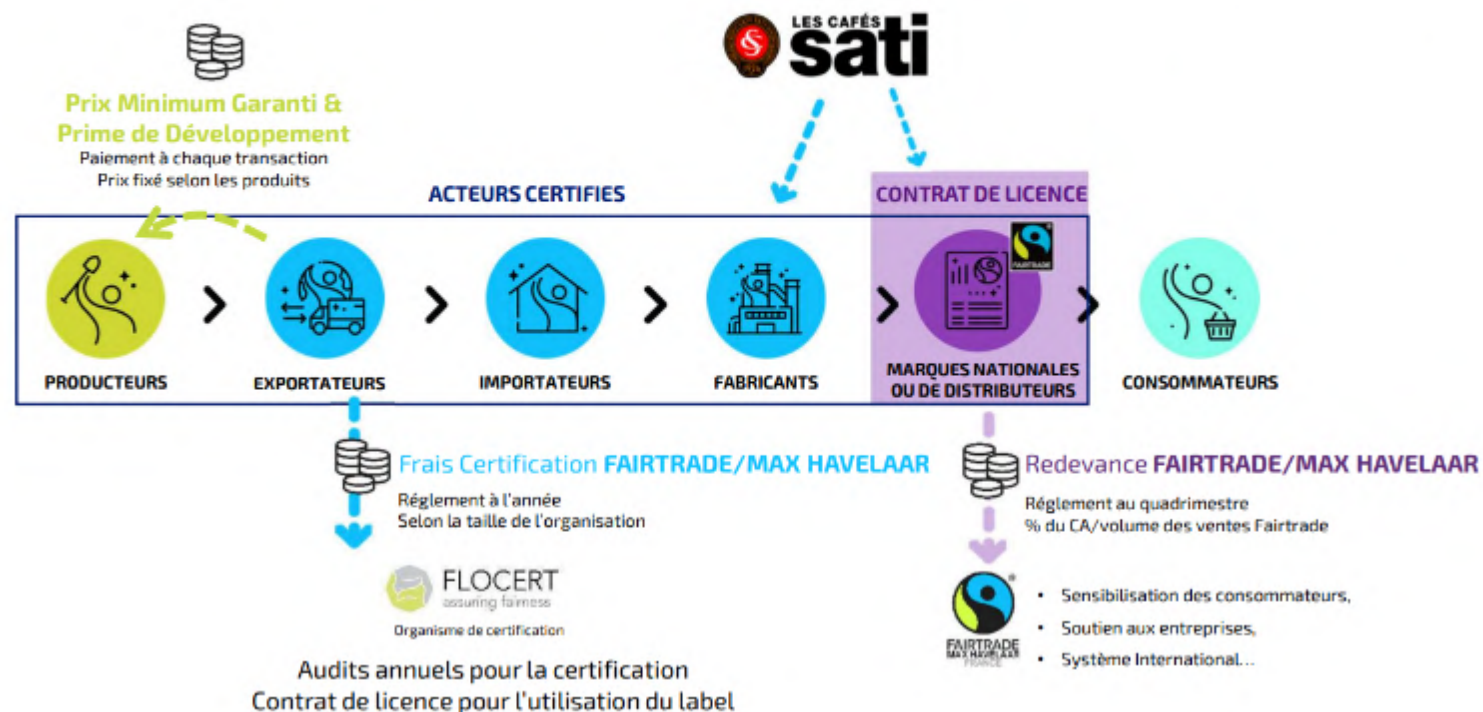 LES CAFÉS
sati
Prix Minimum Garanti &
Prime de Développement
Paiement à chaque transaction
Prix fixé selon les produits
ACTEURS CERTIFIES
CONTRAT DE LICENCE
FAIRTRADE
PRODUCTEURS
EXPORTATEURS
IMPORTATEURS
FABRICANTS
MARQUES NATIONALES
OU DE DISTRIBUTEURS
CONSOMMATEURS
Frais Certification FAIRTRADE/MAX HAVELAAR
Réglement à l'année
Selon la taille de l'organisation
FLOCERT
assuring fairness
Organisme de certification
Audits annuels pour la certification
Contrat de licence pour l'utilisation du label
Redevance FAIRTRADE/MAX HAVELAAR
Réglement au quadrimestre
% du CA/volume des ventes Fairtrade
FAIRTRADE
MAX HAVELAAR
FRANCE
• Sensibilisation des consommateurs,
• Soutien aux entreprises,
• Système International...